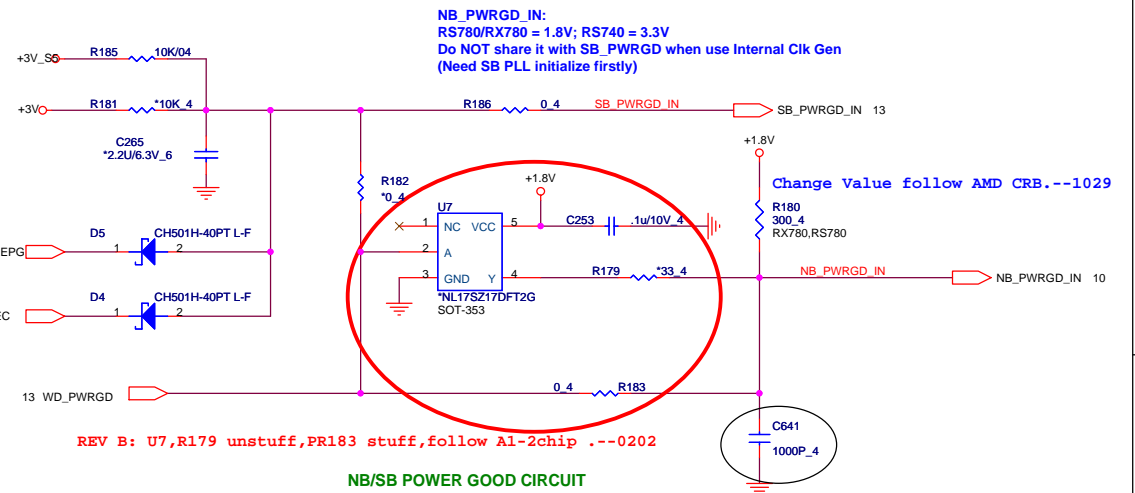 NB_PWRGD_IN:
RS780/RX780 = 1.8V; RS740 = 3.3V
Do NOT share it with SB_PWRGD when use Internal Clk Gen
(Need SB PLL initialize firstly)
+3V_S5
R185
10K/04
+3V
R181
*10K_4
R186
0_4
SB_PWRGD_IN
SB_PWRGD_IN 13
C265
*2.2U/6.3V_6
+1.8V
R182
*0_4
+1.8V
Change Value follow AMD CRB.--1029
U7
R180
300_4
RX780,RS780
1
NC
VCC
5
C253
.1u/10V_4
2
A
3
GND
Y
4
R179
*33_4
*NL17SZ17DFT2G
SOT-353
NB_PWRGD_IN
NB_PWRGD_IN 10
EPG
D5
CH501H-40PT L-F
1
2
EC
D4
CH501H-40PT L-F
1
2
13 WD_PWRGD
0_4
R183
C641
1000P_4
REV B: U7,R179 unstuff,PR183 stuff,follow A1-2chip .--0202
NB/SB POWER GOOD CIRCUIT